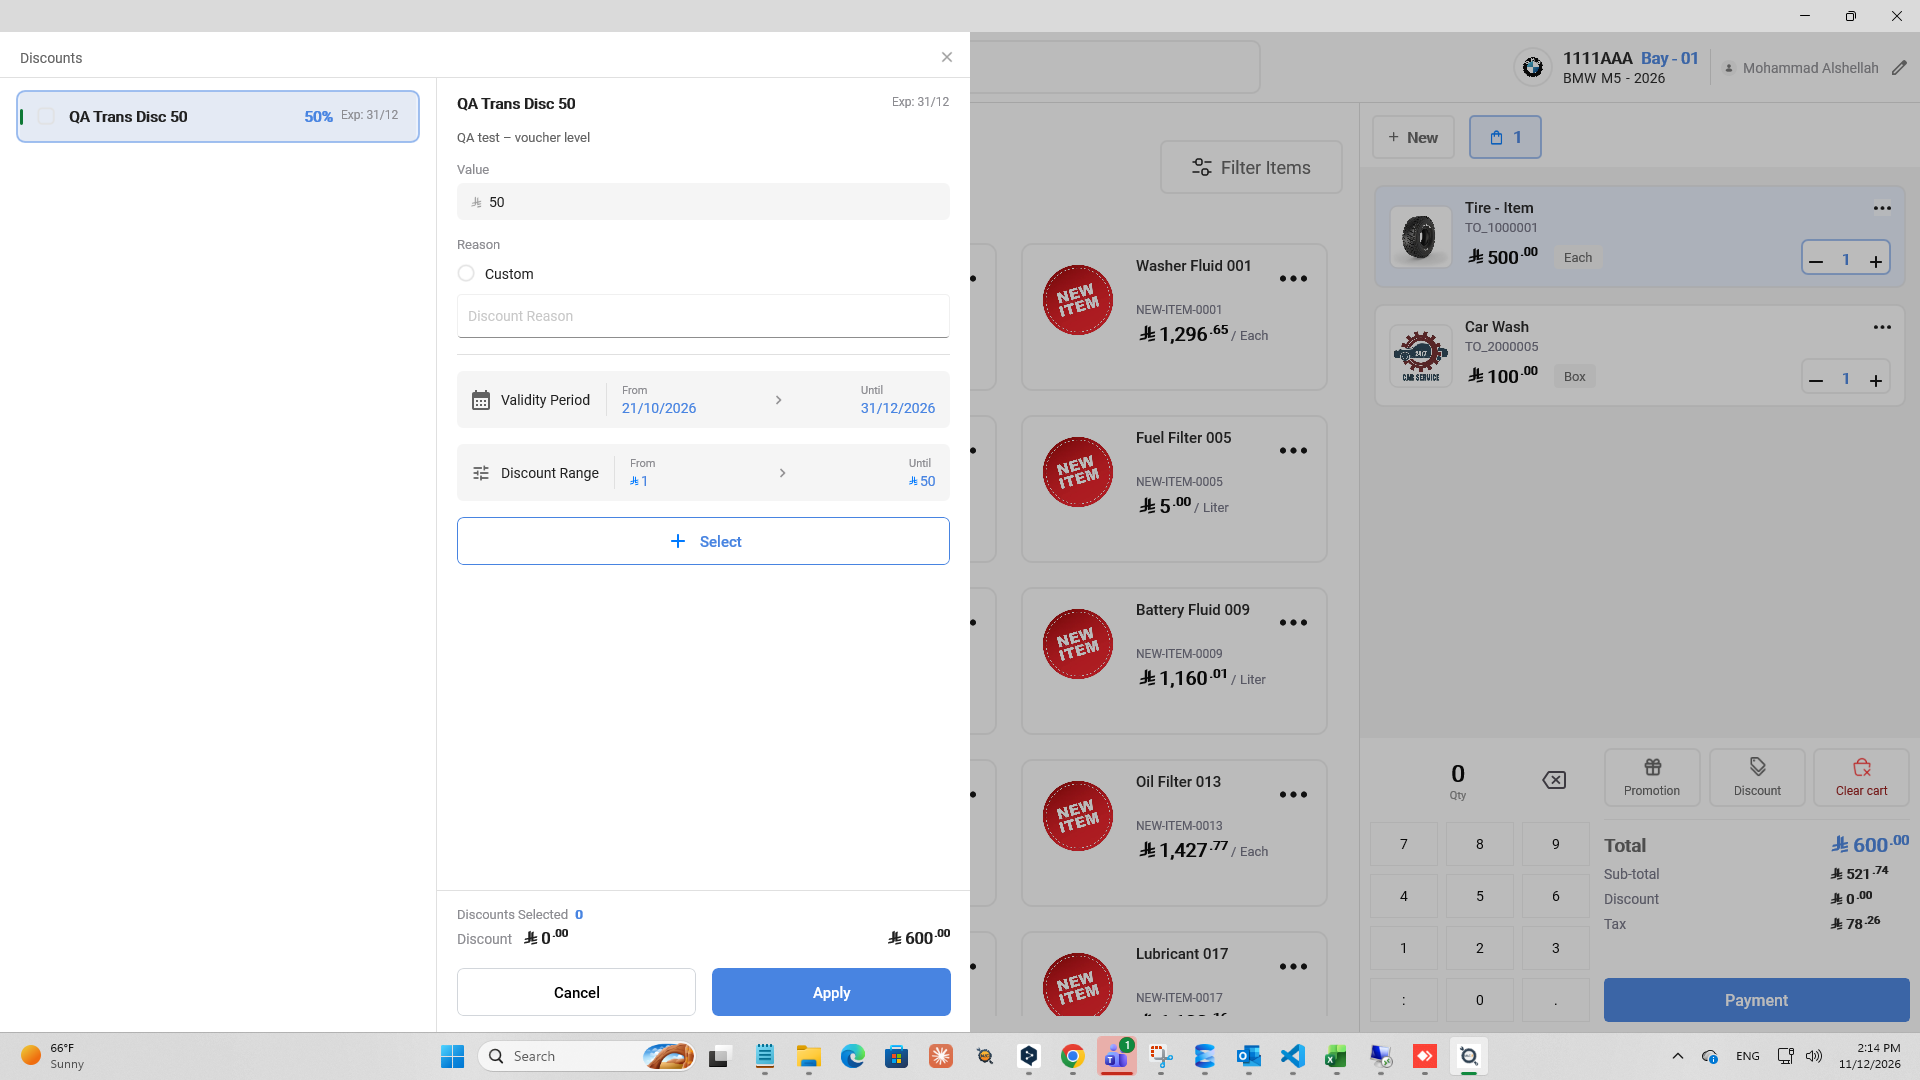 Discounts
QA Trans Disc 50
50%
Exp: 31/12
QA Trans Disc 50
Exp: 31/12
QA test – voucher level
Value
50
Reason
Custom
Discount Reason
Validity Period
From
21/10/2026
Until
31/12/2026
Discount Range
From
1
Until
50
Select
Discounts Selected 0
Discount 0.00
600.00
Cancel
Apply
Filter Items
NEW ITEM
Washer Fluid 001
NEW-ITEM-0001
1,296.65 / Each
NEW ITEM
Fuel Filter 005
NEW-ITEM-0005
5.00 / Liter
NEW ITEM
Battery Fluid 009
NEW-ITEM-0009
1,160.01 / Liter
NEW ITEM
Oil Filter 013
NEW-ITEM-0013
1,427.77 / Each
NEW ITEM
Lubricant 017
NEW-ITEM-0017
1111AAA Bay - 01
BMW M5 - 2026
Mohammad Alshellah
+ New
1
Tire - Item
TO_1000001
500.00
Each
1
Car Wash
TO_2000005
100.00
Box
1
24/7
CAR SERVICE
0
Qty
Promotion
Discount
Clear cart
7 8 9
4 5 6
1 2 3
: 0 .
Total 600.00
Sub-total 521.74
Discount 0.00
Tax 78.26
Payment
66°F
Sunny
Search
1
ENG
2:14 PM
11/12/2026